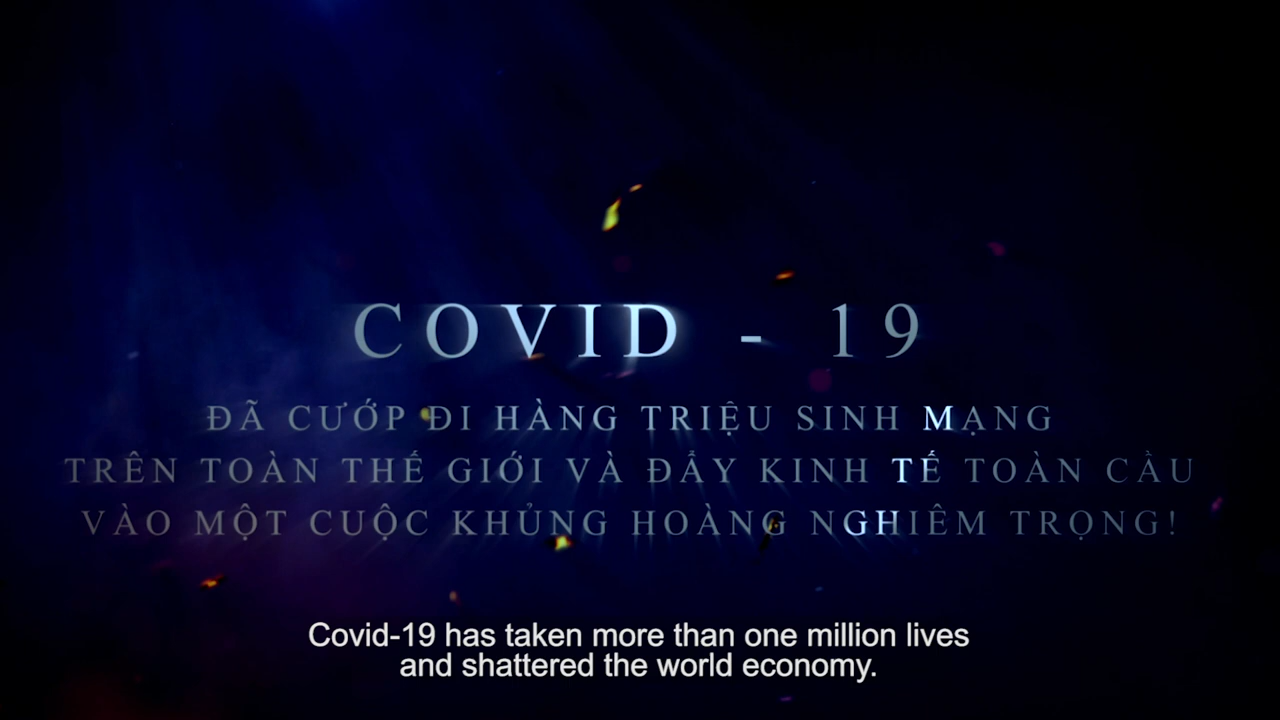 COVID - 19
ĐÃ CƯỚP ĐI HÀNG TRIỆU SINH MẠNG
TRÊN TOÀN THẾ GIỚI VÀ ĐẨY KINH TẾ TOÀN CẦU
VÀO MỘT CUỘC KHỦNG HOÀNG NGHIÊM TRỌNG!
Covid-19 has taken more than one million lives
and shattered the world economy.